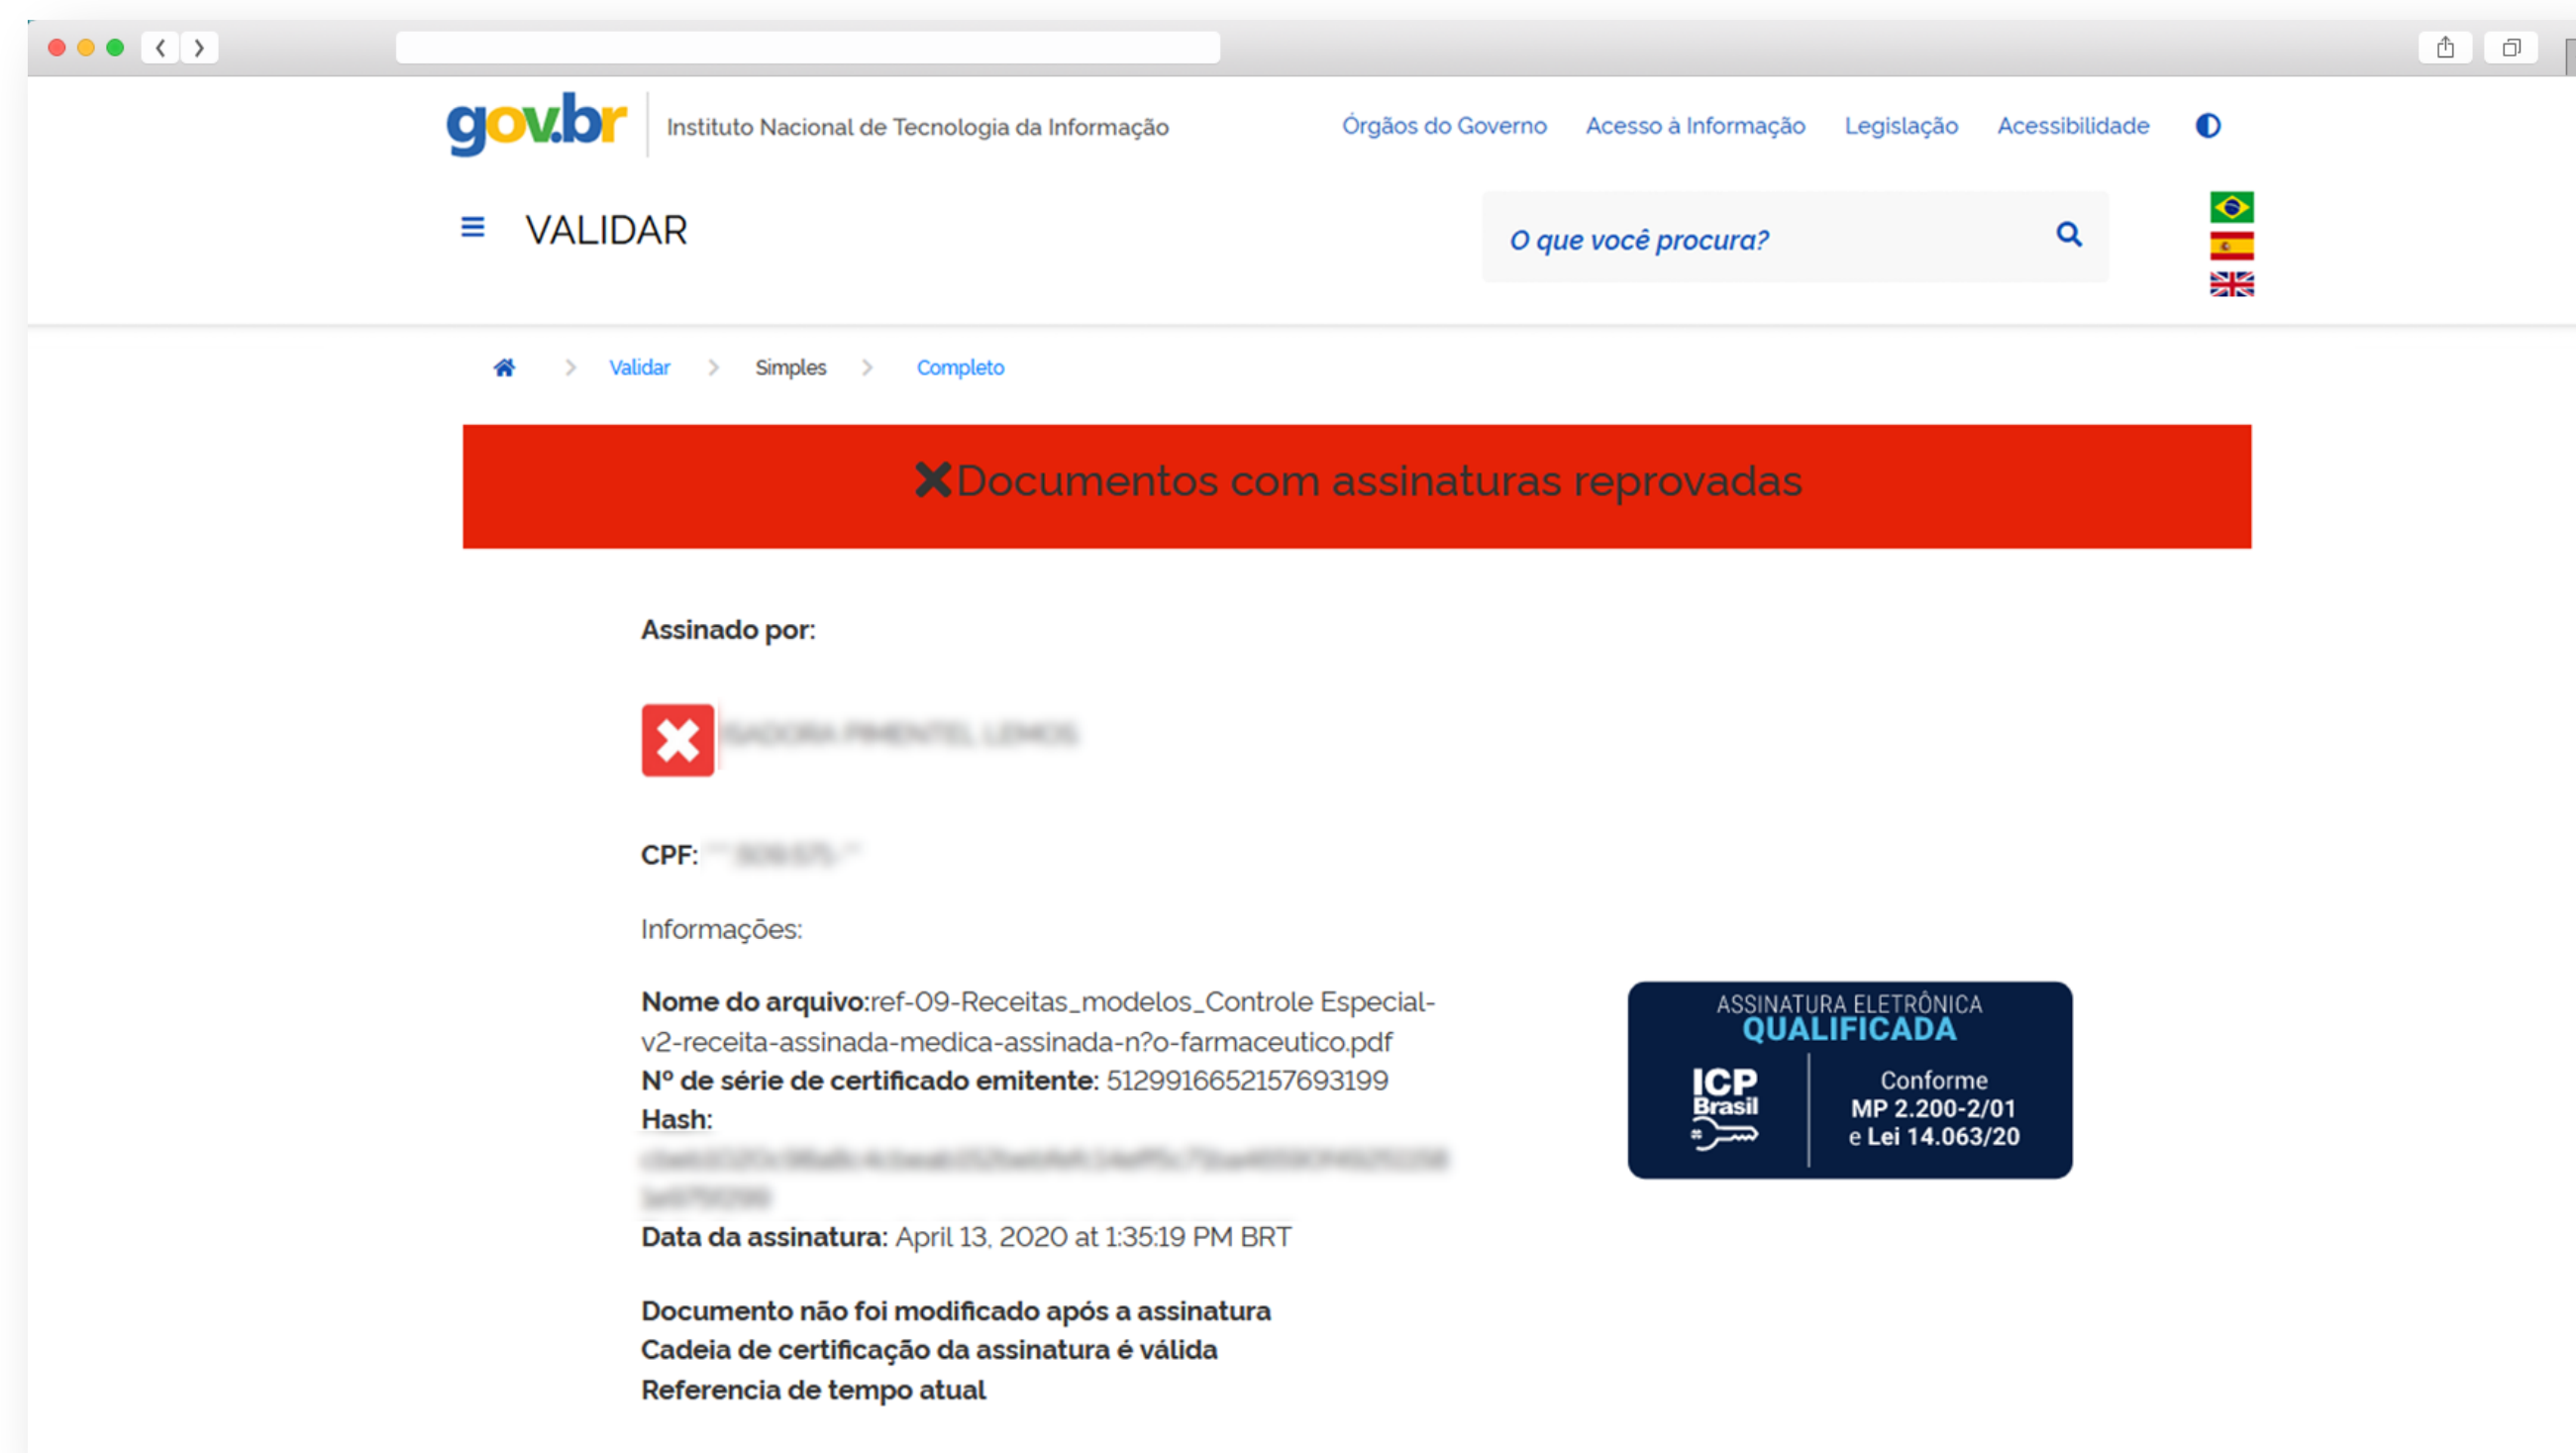 gov.br
Instituto Nacional de Tecnologia da Informação
Órgãos do Governo Acesso à Informação Legislação Acessibilidade
VALIDAR
O que você procura?
Validar Simples Completo
Documentos com assinaturas reprovadas
Assinado por:
CPF:
Informações:
Nome do arquivo:ref-09-Receitas_modelos_Controle Especial-
v2-receita-assinada-medica-assinada-n?o-farmaceutico.pdf
Nº de série de certificado emitente: 5129916652157693199
Hash:
Data da assinatura: April 13, 2020 at 1:35:19 PM BRT
Documento não foi modificado após a assinatura
Cadeia de certificação da assinatura é válida
Referencia de tempo atual
ASSINATURA ELETRÔNICA
QUALIFICADA
ICP
Brasil
Conforme
MP 2.200-2/01
e Lei 14.063/20